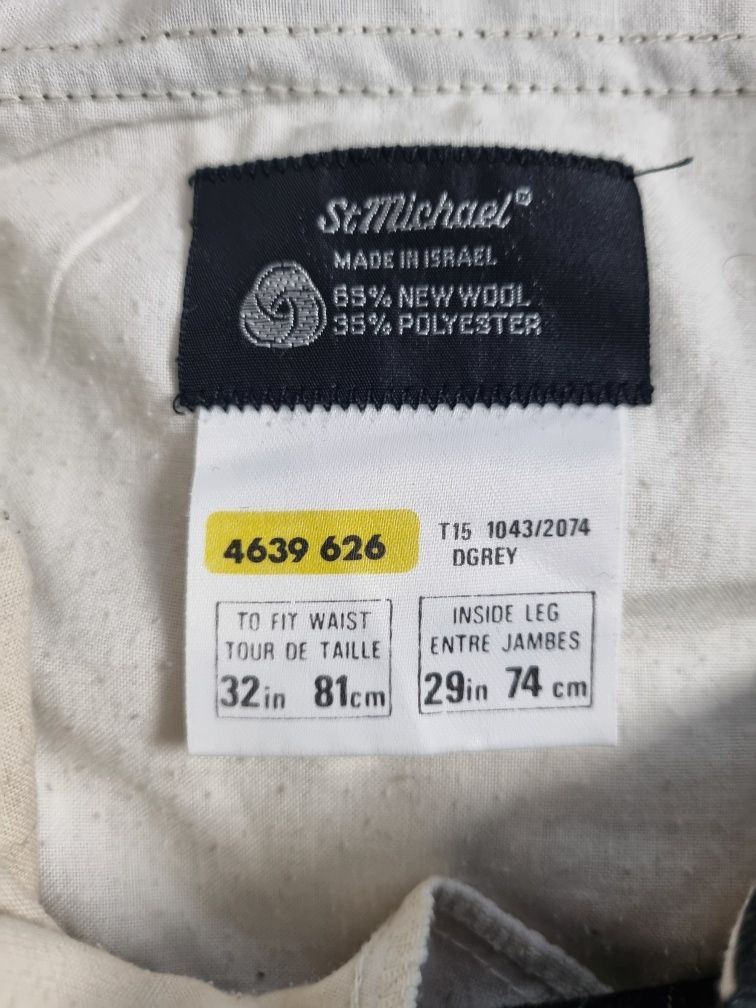 St Michael®
MADE IN ISRAEL
65% NEW WOOL
35% POLYESTER
4639 626
T15 1043/2074
DGREY
TO FIT WAIST
TOUR DE TAILLE
32in 81cm
INSIDE LEG
ENTRE JAMBES
29in 74 cm